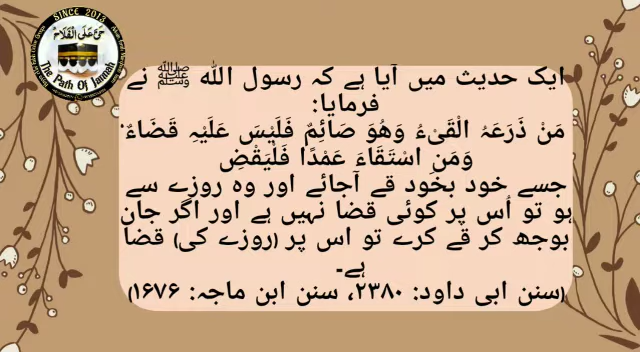 SINCE 2013
حَیَّ عَلَی الْفَلَاحْ
The Path Of Jannah
ایک حدیث میں آیا ہے کہ رسول اللہ ﷺ نے
فرمایا:
مَنْ ذَرَعَہُ الْقَیْءُ وَھُوَ صَائِمٌ فَلَیْسَ عَلَیْہِ قَضَاءٌ،
وَمَنِ اسْتَقَاءَ عَمْدًا فَلْیَقْضِ
جسے خود بخود قے آجائے اور وہ روزے سے
ہو تو اُس پر کوئی قضا نہیں ہے اور اگر جان
بوجھ کر قے کرے تو اس پر (روزے کی) قضا
ہے۔
(سنن ابی داود: ۲۳۸۰، سنن ابن ماجہ: ۱۶۷۶)